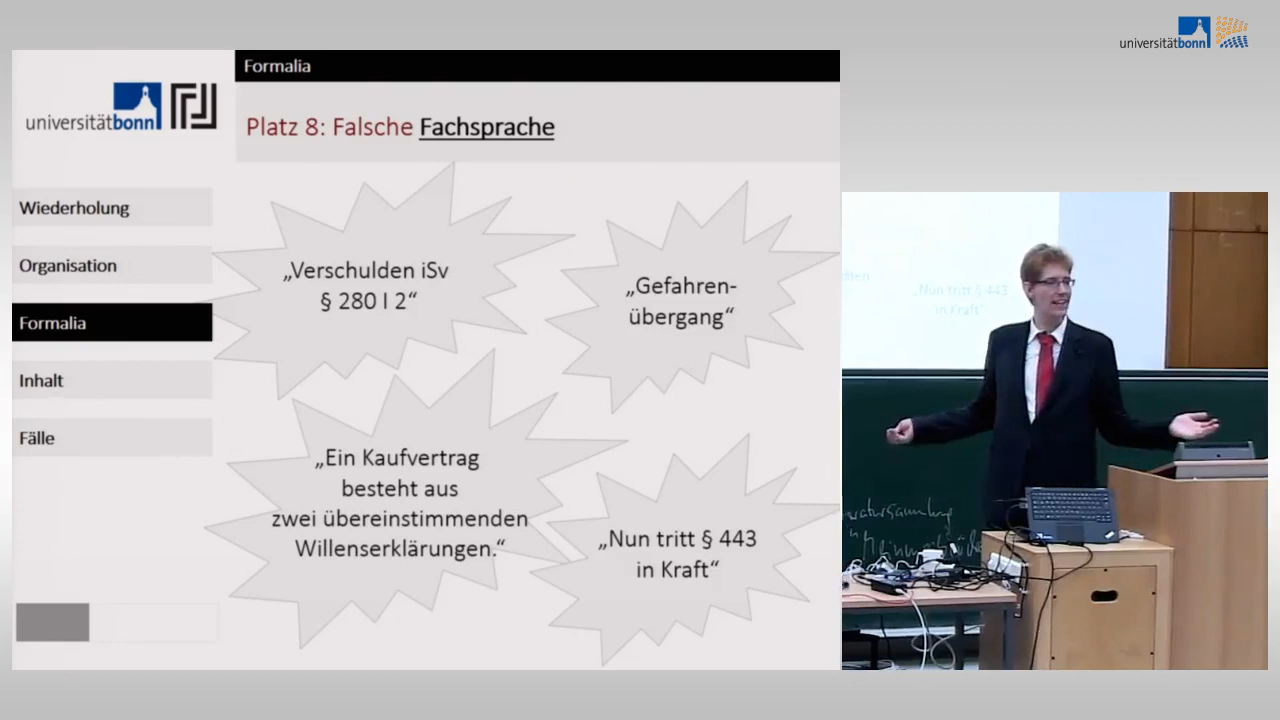 universitätbonn
Formalia
universitätbonn
Platz 8: Falsche Fachsprache
Wiederholung
Organisation
Formalia
Inhalt
Fälle
„Verschulden iSv
§ 280 I 2“
„Gefahren-
übergang“
„Ein Kaufvertrag
besteht aus
zwei übereinstimmenden
Willenserklärungen.“
„Nun tritt § 443
in Kraft“
„Nun tritt § 443
in Kraft“